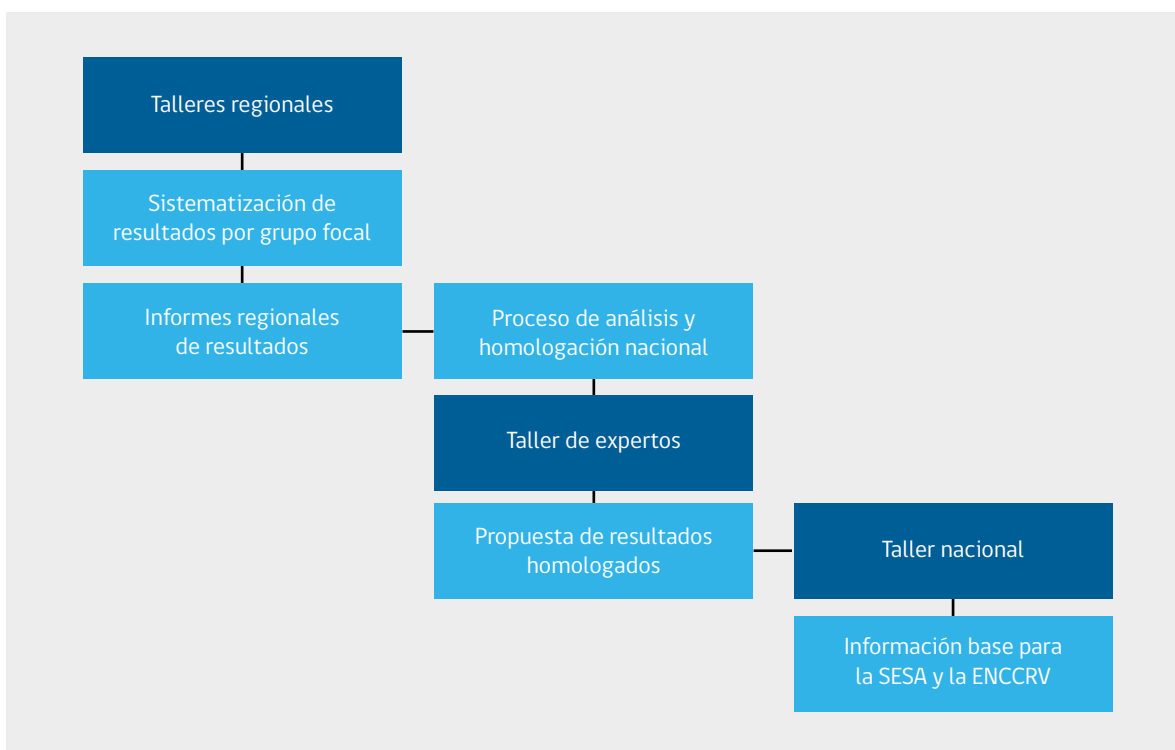 Talleres regionales
Sistematización de
resultados por grupo focal
Informes regionales
de resultados
Proceso de análisis y
homologación nacional
Taller de expertos
Propuesta de resultados
homologados
Taller nacional
Información base para
la SESA y la ENCCRV